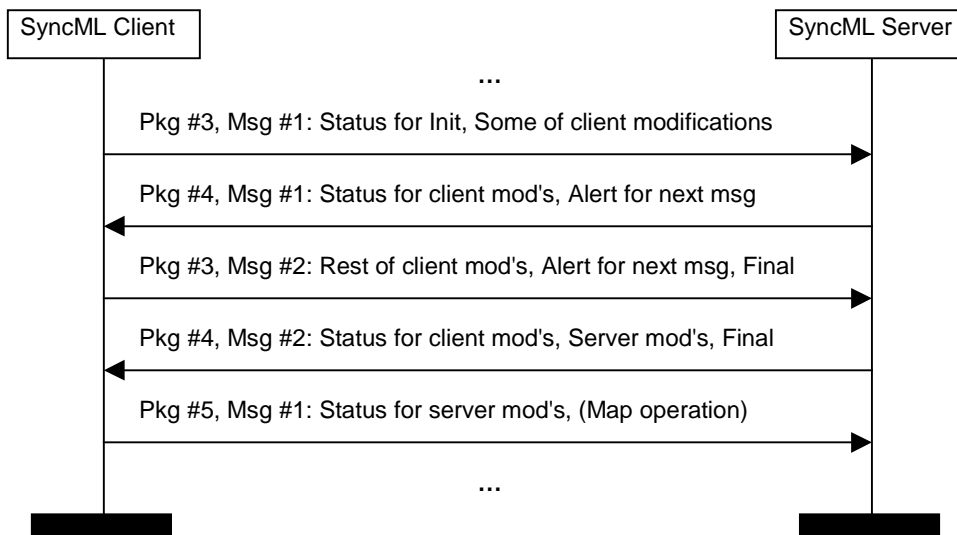 SyncML Client
SyncML Server
...
Pkg #3, Msg #1: Status for Init, Some of client modifications
Pkg #4, Msg #1: Status for client mod's, Alert for next msg
Pkg #3, Msg #2: Rest of client mod's, Alert for next msg, Final
Pkg #4, Msg #2: Status for client mod's, Server mod's, Final
Pkg #5, Msg #1: Status for server mod's, (Map operation)
...